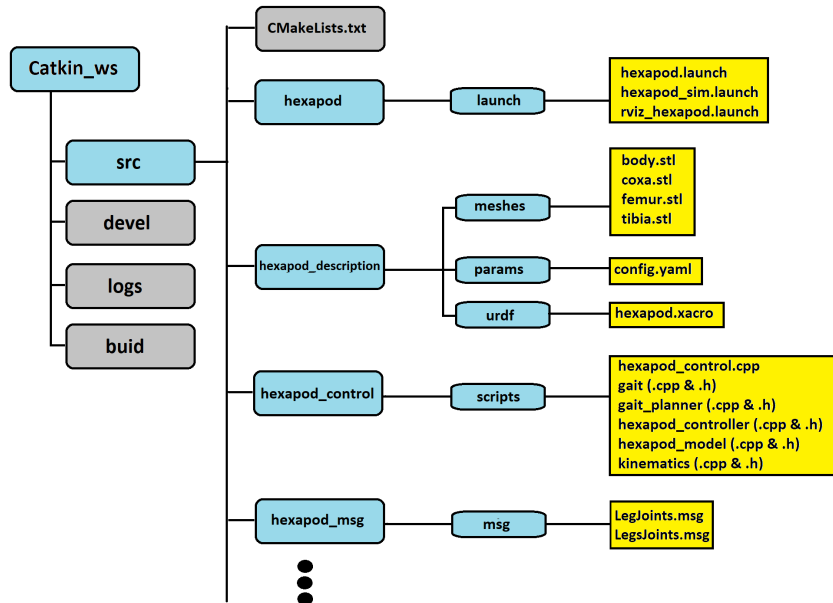 Catkin_ws
src
devel
logs
buid
CMakeLists.txt
hexapod
launch
hexapod.launch
hexapod_sim.launch
rviz_hexapod.launch
hexapod_description
meshes
body.stl
coxa.stl
femur.stl
tibia.stl
params
config.yaml
urdf
hexapod.xacro
hexapod_control
scripts
hexapod_control.cpp
gait (.cpp & .h)
gait_planner (.cpp & .h)
hexapod_controller (.cpp & .h)
hexapod_model (.cpp & .h)
kinematics (.cpp & .h)
hexapod_msg
msg
LegJoints.msg
LegsJoints.msg